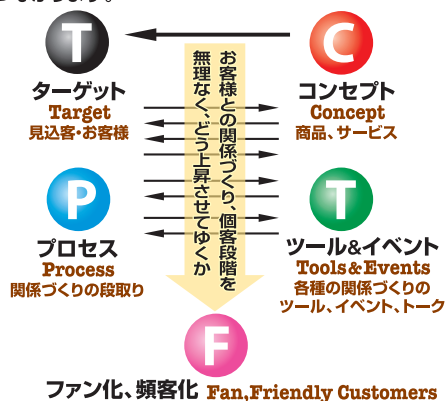 T
C
ターゲット
Target
見込客・お客様
コンセプト
Concept
商品、サービス
お客様との関係づくり、個客段階を
無理なく、どう上昇させてゆくか
P
プロセス
Process
関係づくりの段取り
T
ツール&イベント
Tools&Events
各種の関係づくりの
ツール、イベント、トーク
F
ファン化、頻客化 Fan,Friendly Customers